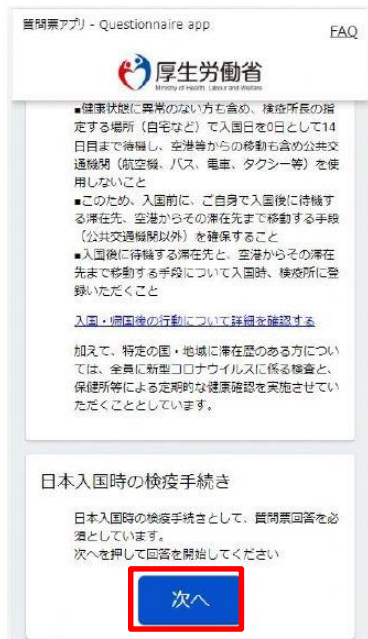 質問票アプリ - Questionnaire app
FAQ
厚生労働省
Ministry of Health, Labour and Welfare
■健康状態に異常のない方も含め、検疫所長の指
定する場所（自宅など）で入国日を0日として14
日目まで待機し、空港等からの移動も含め公共交
通機関（航空機、バス、電車、タクシー等）を使
用しないこと
■このため、入国前に、ご自身で入国後に待機す
る滞在先、空港からその滞在先まで移動する手段
（公共交通機関以外）を確保すること
■入国後に待機する滞在先と、空港からその滞在
先まで移動する手段について入国時、検疫所に登
録いただくこと
入国・帰国後の行動について詳細を確認する
加えて、特定の国・地域に滞在歴のある方につい
ては、全員に新型コロナウイルスに係る検査と、
保健所等による定期的な健康確認を実施させてい
ただくこととしています。
日本入国時の検疫手続き
日本入国時の検疫手続きとして、質問票回答を必
須としています。
次へを押して回答を開始してください
次へ